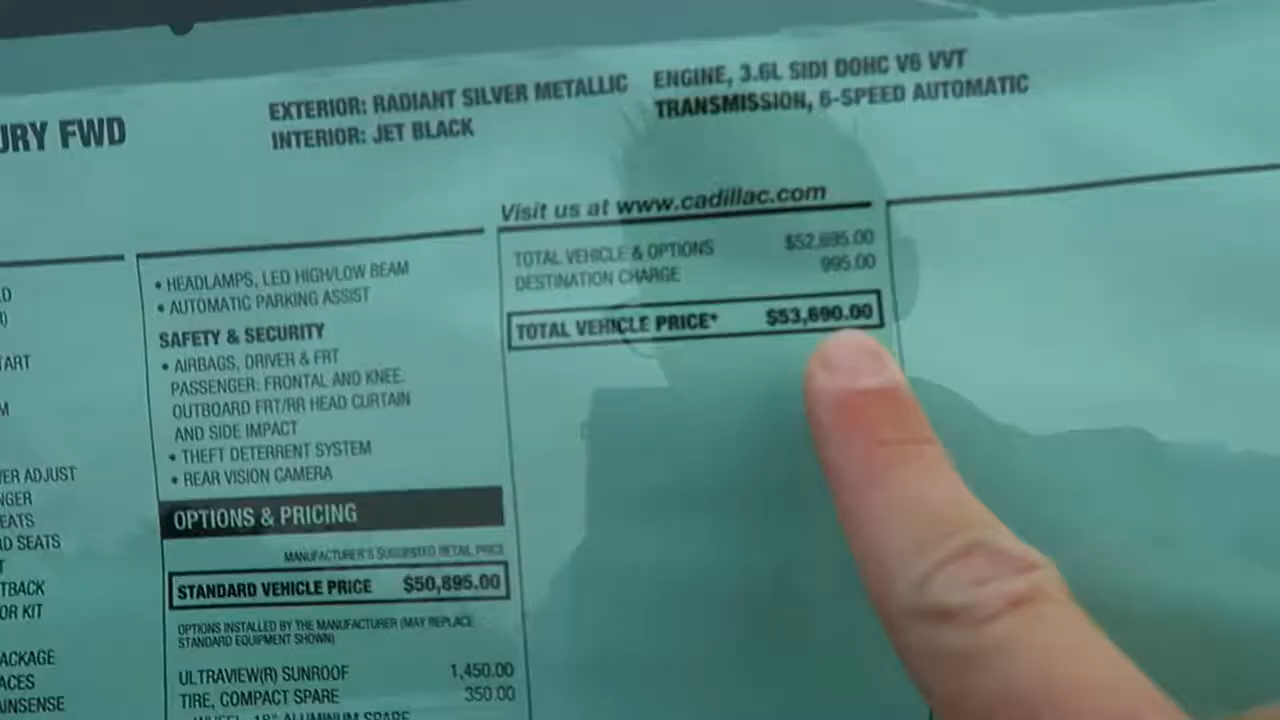 URY FWD
EXTERIOR: RADIANT SILVER METALLIC
INTERIOR: JET BLACK
ENGINE, 3.6L SIDI DOHC V6 VVT
TRANSMISSION, 6-SPEED AUTOMATIC
Visit us at www.cadillac.com
TOTAL VEHICLE & OPTIONS $52,695.00
DESTINATION CHARGE 995.00
TOTAL VEHICLE PRICE* $53,690.00
D
)
TART
M
ER ADJUST
NGER
EATS
D SEATS
T
TBACK
OR KIT
ACKAGE
ACES
AINSENSE
• HEADLAMPS, LED HIGH/LOW BEAM
• AUTOMATIC PARKING ASSIST
SAFETY & SECURITY
• AIRBAGS, DRIVER & FRT
PASSENGER: FRONTAL AND KNEE.
OUTBOARD FRT/RR HEAD CURTAIN
AND SIDE IMPACT
• THEFT DETERRENT SYSTEM
• REAR VISION CAMERA
OPTIONS & PRICING
MANUFACTURER'S SUGGESTED RETAIL PRICE
STANDARD VEHICLE PRICE $50,895.00
OPTIONS INSTALLED BY THE MANUFACTURER (MAY REPLACE
STANDARD EQUIPMENT SHOWN)
ULTRAVIEW(R) SUNROOF 1,450.00
TIRE, COMPACT SPARE 350.00
WHEEL, 18" ALUMINUM SPARE